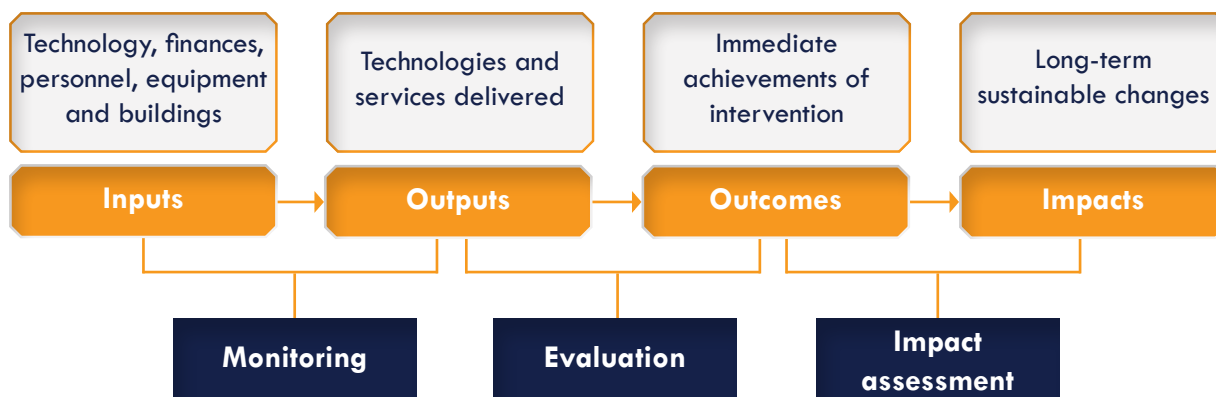 Technology, finances,
personnel, equipment
and buildings
Technologies and
services delivered
Immediate
achievements of
intervention
Long-term
sustainable changes
Inputs
Outputs
Outcomes
Impacts
Monitoring
Evaluation
Impact
assessment